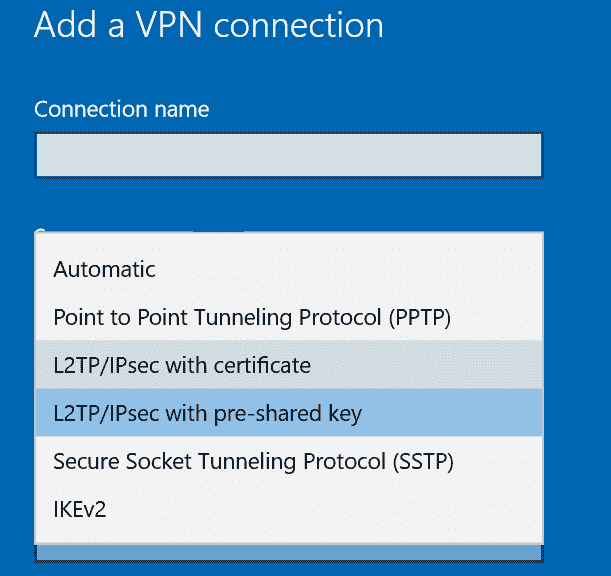 Add a VPN connection
Connection name
Automatic
Point to Point Tunneling Protocol (PPTP)
L2TP/IPsec with certificate
L2TP/IPsec with pre-shared key
Secure Socket Tunneling Protocol (SSTP)
IKEv2